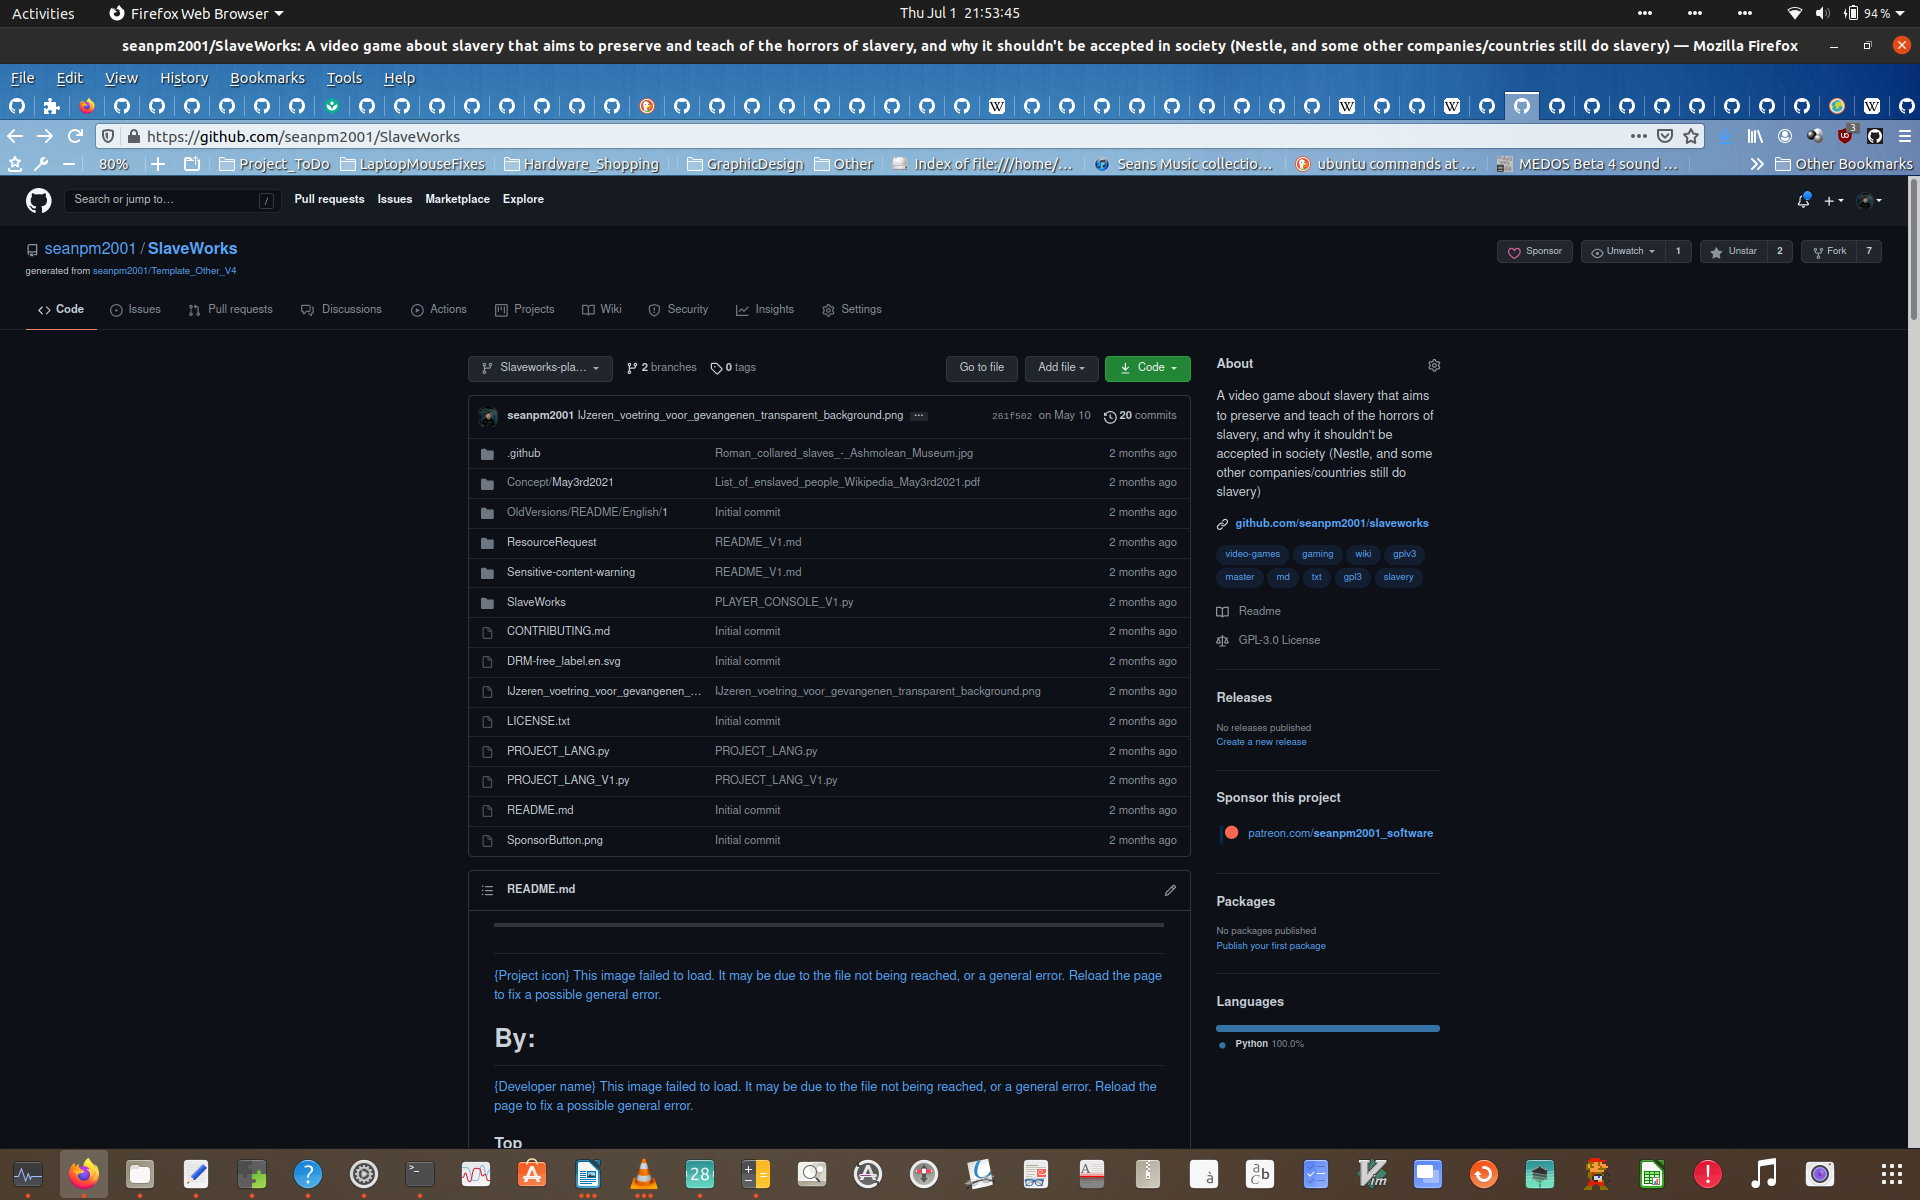 Activities Firefox Web Browser Thu Jul 1 21:53:45 94 %
seanpm2001/SlaveWorks: A video game about slavery that aims to preserve and teach of the horrors of slavery, and why it shouldn't be accepted in society (Nestle, and some other companies/countries still do slavery) — Mozilla Firefox
File Edit View History Bookmarks Tools Help
https://github.com/seanpm2001/SlaveWorks 3
80% Project_ToDo LaptopMouseFixes Hardware_Shopping GraphicDesign Other Index of file:///home/... Seans Music collectio... ubuntu commands at ... MEDOS Beta 4 sound ... Other Bookmarks
Search or jump to... / Pull requests Issues Marketplace Explore
seanpm2001 / SlaveWorks Sponsor Unwatch 1 Unstar 2 Fork 7
generated from seanpm2001/Template_Other_V4
Code Issues Pull requests Discussions Actions Projects Wiki Security Insights Settings
Slaveworks-pla... 2 branches 0 tags Go to file Add file Code
seanpm2001 IJzeren_voetring_voor_gevangenen_transparent_background.png ... 261f502 on May 10 20 commits
.github Roman_collared_slaves_-_Ashmolean_Museum.jpg 2 months ago
Concept/May3rd2021 List_of_enslaved_people_Wikipedia_May3rd2021.pdf 2 months ago
OldVersions/README/English/1 Initial commit 2 months ago
ResourceRequest README_V1.md 2 months ago
Sensitive-content-warning README_V1.md 2 months ago
SlaveWorks PLAYER_CONSOLE_V1.py 2 months ago
CONTRIBUTING.md Initial commit 2 months ago
DRM-free_label.en.svg Initial commit 2 months ago
IJzeren_voetring_voor_gevangenen_... IJzeren_voetring_voor_gevangenen_transparent_background.png 2 months ago
LICENSE.txt Initial commit 2 months ago
PROJECT_LANG.py PROJECT_LANG.py 2 months ago
PROJECT_LANG_V1.py PROJECT_LANG_V1.py 2 months ago
README.md Initial commit 2 months ago
SponsorButton.png Initial commit 2 months ago
README.md
{Project icon} This image failed to load. It may be due to the file not being reached, or a general error. Reload the page
to fix a possible general error.
By:
{Developer name} This image failed to load. It may be due to the file not being reached, or a general error. Reload the
page to fix a possible general error.
Top
About
A video game about slavery that aims
to preserve and teach of the horrors of
slavery, and why it shouldn't be
accepted in society (Nestle, and some
other companies/countries still do
slavery)
github.com/seanpm2001/slaveworks
video-games gaming wiki gplv3
master md txt gpl3 slavery
Readme
GPL-3.0 License
Releases
No releases published
Create a new release
Sponsor this project
patreon.com/seanpm2001_software
Packages
No packages published
Publish your first package
Languages
Python 100.0%
28